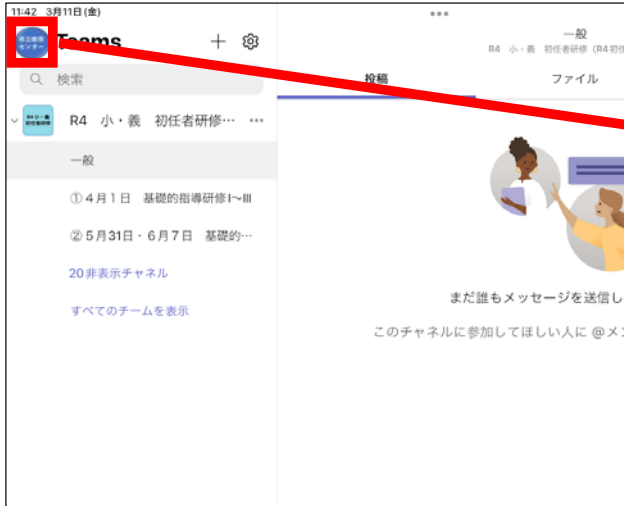 11:42 3月11日(金)
Teams
検索
R4 小・義 初任者研修…
一般
① 4月1日 基礎的指導研修Ⅰ～Ⅲ
② 5月31日・6月7日 基礎的…
20非表示チャネル
すべてのチームを表示
一般
R4 小・義 初任者研修（R4初任
投稿
ファイル
まだ誰もメッセージを送信し
このチャネルに参加してほしい人に @メン